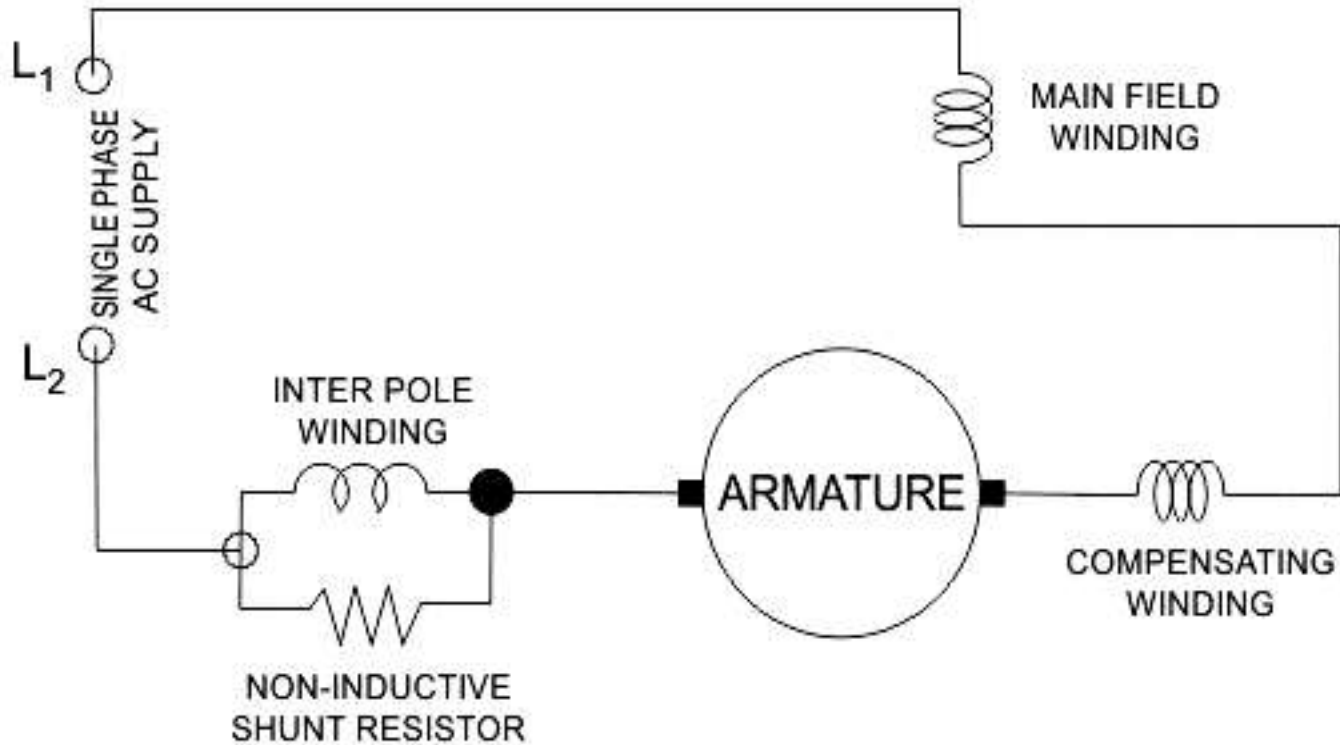 L₁
SINGLE PHASE
AC SUPPLY
L₂
MAIN FIELD
WINDING
INTER POLE
WINDING
ARMATURE
COMPENSATING
WINDING
NON-INDUCTIVE
SHUNT RESISTOR